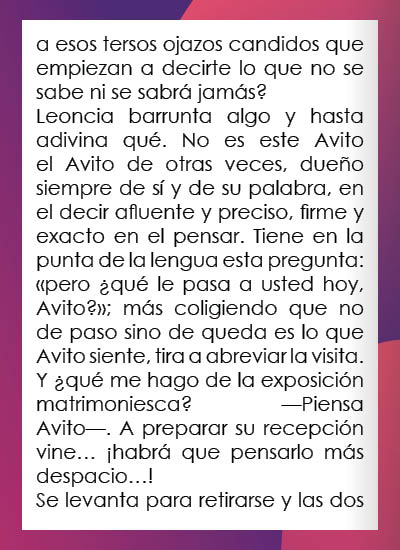 a esos tersos ojazos candidos que
empiezan a decirte lo que no se
sabe ni se sabrá jamás?
Leoncia barrunta algo y hasta
adivina qué. No es este Avito
el Avito de otras veces, dueño
siempre de sí y de su palabra, en
el decir afluente y preciso, firme y
exacto en el pensar. Tiene en la
punta de la lengua esta pregunta:
«pero ¿qué le pasa a usted hoy,
Avito?»; más coligiendo que no
de paso sino de queda es lo que
Avito siente, tira a abreviar la visita.
Y ¿qué me hago de la exposición
matrimoniesca? —Piensa
Avito—. A preparar su recepción
vine... ¡habrá que pensarlo más
despacio...!
Se levanta para retirarse y las dos